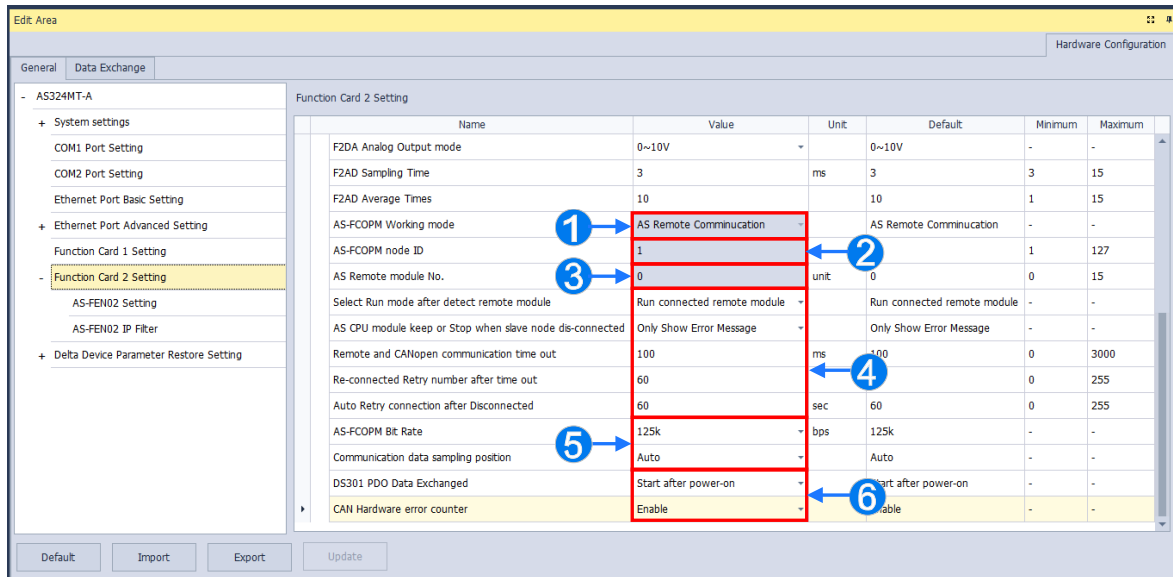 Edit Area
Hardware Configuration
General Data Exchange
- AS324MT-A
+ System settings
COM1 Port Setting
COM2 Port Setting
Ethernet Port Basic Setting
+ Ethernet Port Advanced Setting
Function Card 1 Setting
- Function Card 2 Setting
AS-FEN02 Setting
AS-FEN02 IP Filter
+ Delta Device Parameter Restore Setting
Function Card 2 Setting
Name Value Unit Default Minimum Maximum
F2DA Analog Output mode 0~10V 0~10V - -
F2AD Sampling Time 3 ms 3 3 15
F2AD Average Times 10 10 1 15
AS-FCOPM Working mode 1 AS Remote Comminucation AS Remote Comminucation - -
AS-FCOPM node ID 1 2 1 127
AS Remote module No. 3 0 unit 0 0 15
Select Run mode after detect remote module Run connected remote module Run connected remote module - -
AS CPU module keep or Stop when slave node dis-connected Only Show Error Message Only Show Error Message - -
Remote and CANopen communication time out 100 ms 100 0 3000
4
Re-connected Retry number after time out 60 0 255
Auto Retry connection after Disconnected 60 sec 60 0 255
AS-FCOPM Bit Rate 125k bps 125k - -
5
Communication data sampling position Auto Auto - -
DS301 PDO Data Exchanged Start after power-on - -
6
CAN Hardware error counter Enable - -
Default Import Export Update